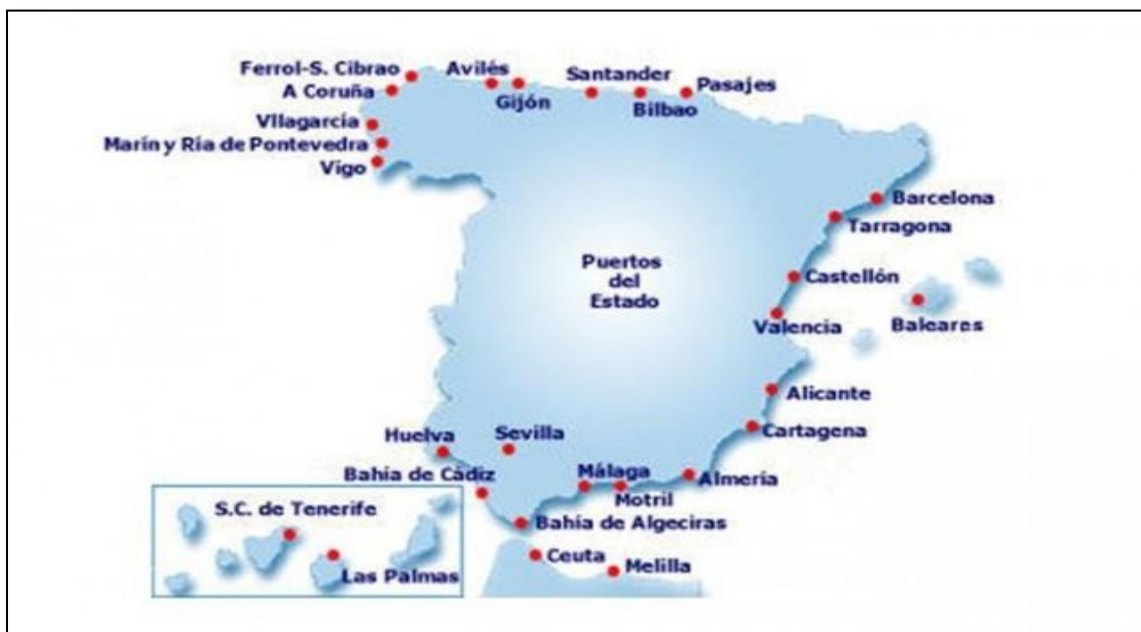 Ferrol-S. Cibrao
A Coruña
Avilés
Gijón
Santander
Bilbao
Pasajes
Vllagarcía
Marín y Ría de Pontevedra
Vigo
Barcelona
Tarragona
Puertos
del
Estado
Castellón
Valencia
Baleares
Alicante
Cartagena
Huelva
Sevilla
Bahía de Cádiz
Málaga
Motril
Almería
Bahía de Algeciras
S.C. de Tenerife
Las Palmas
Ceuta
Melilla